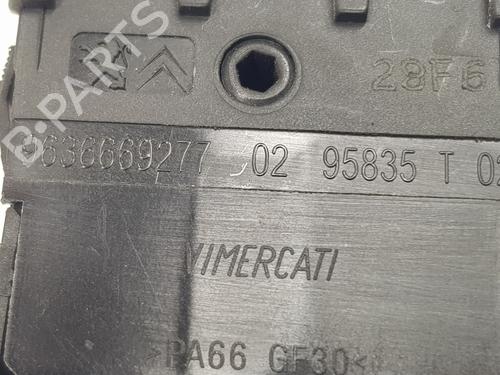 28F6
9636669277 02 95835 T 02
VIMERCATI
>PA66 GF30<
B-PARTS